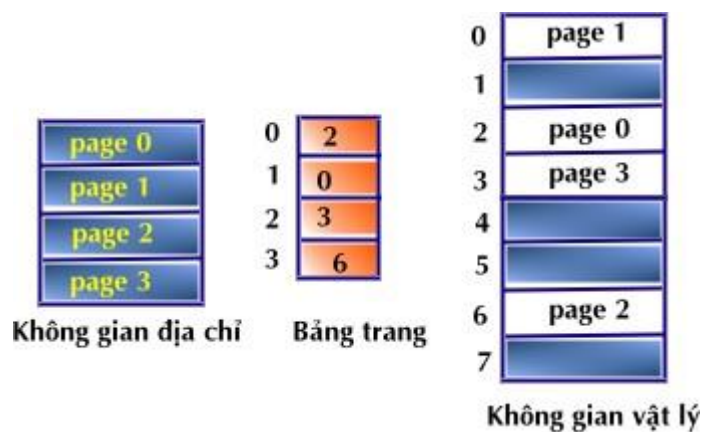 page 0
page 1
page 2
page 3
Không gian địa chỉ
0 2
1 0
2 3
3 6
Bảng trang
0 page 1
1
2 page 0
3 page 3
4
5
6 page 2
7
Không gian vật lý